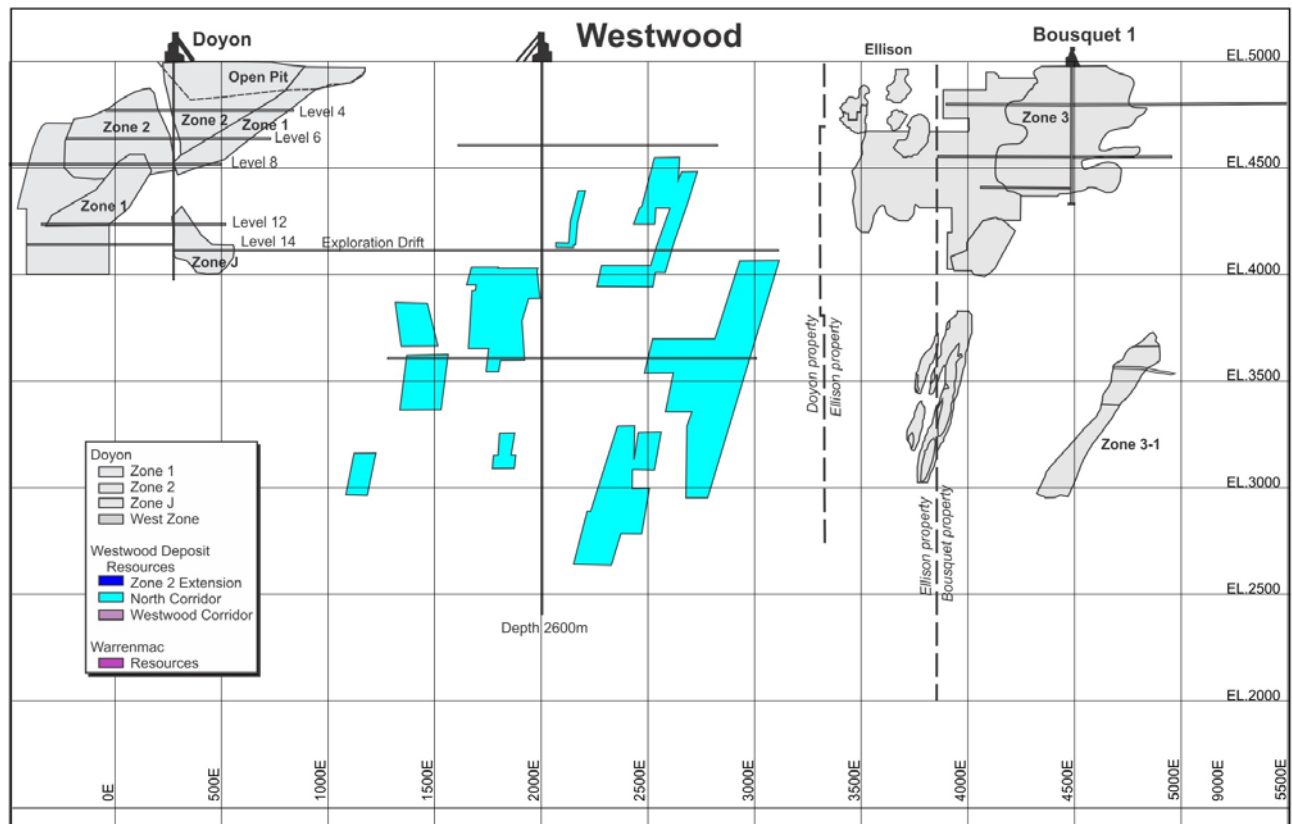 Doyon
Westwood
Bousquet 1
Ellison
EL.5000
Open Pit
Level 4
Zone 2
Zone 2
Zone 1
Zone 3
Level 6
Level 8
EL.4500
Zone 1
Level 12
Level 14
Exploration Drift
Zone J
EL.4000
Doyon property
Ellison property
EL.3500
Zone 3-1
Doyon
Zone 1
Zone 2
Zone J
West Zone
Westwood Deposit
Resources
Zone 2 Extension
North Corridor
Westwood Corridor
Warrenmac
Resources
EL.3000
Ellison property
Bousquet property
EL.2500
Depth 2600m
EL.2000
0E
5000E
1000E
1500E
2000E
2500E
3000E
3500E
4000E
4500E
5000E
9000E
5500E